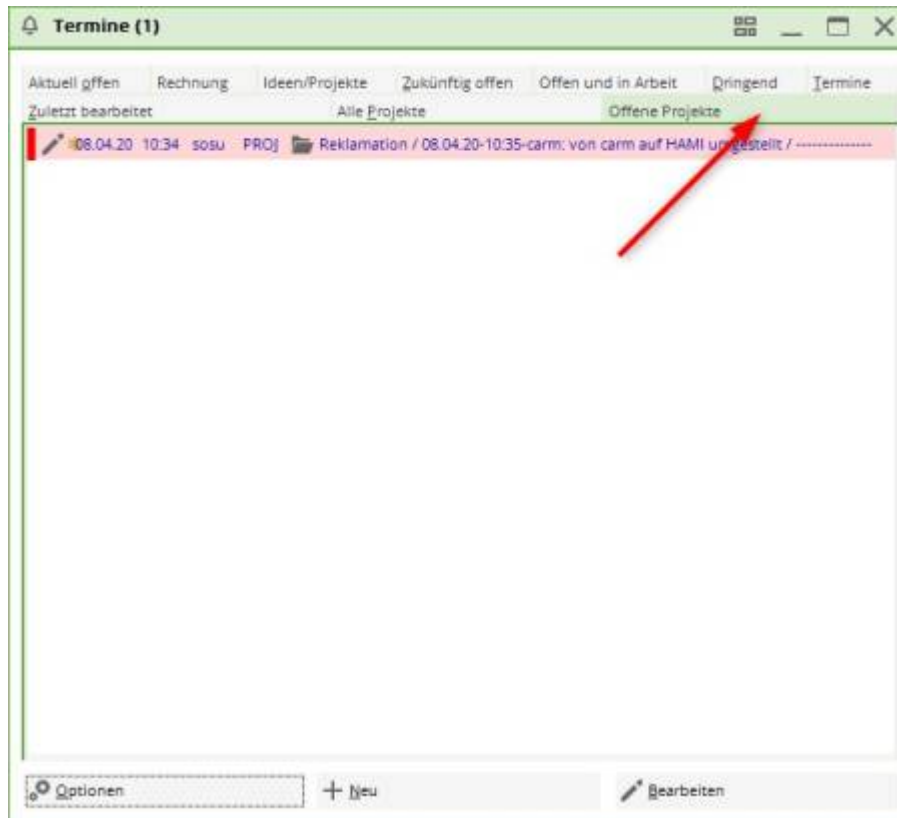 Termine (1)
Aktuell offen Rechnung Ideen/Projekte Zukünftig offen Offen und in Arbeit Dringend Termine
Zuletzt bearbeitet Alle Projekte Offene Projekte
08.04.20 10:34 sosu PROJ Reklamation / 08.04.20-10:35-carm: von carm auf HAMI umgestellt / ---------------
Optionen Neu Bearbeiten